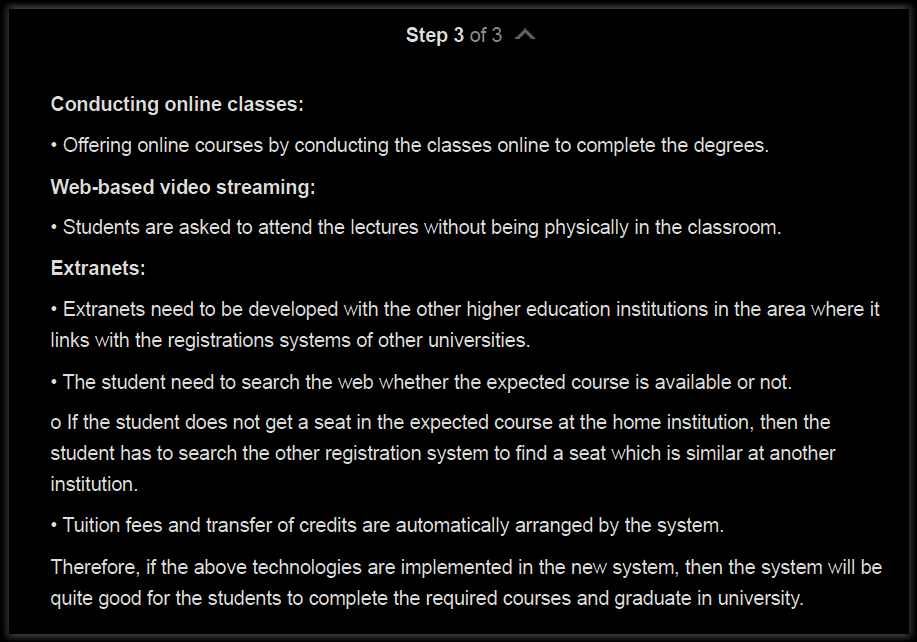 Step 3 of 3
Conducting online classes:
• Offering online courses by conducting the classes online to complete the degrees.
Web-based video streaming:
• Students are asked to attend the lectures without being physically in the classroom.
Extranets:
• Extranets need to be developed with the other higher education institutions in the area where it
links with the registrations systems of other universities.
• The student need to search the web whether the expected course is available or not.
o If the student does not get a seat in the expected course at the home institution, then the
student has to search the other registration system to find a seat which is similar at another
institution.
• Tuition fees and transfer of credits are automatically arranged by the system.
Therefore, if the above technologies are implemented in the new system, then the system will be
quite good for the students to complete the required courses and graduate in university.